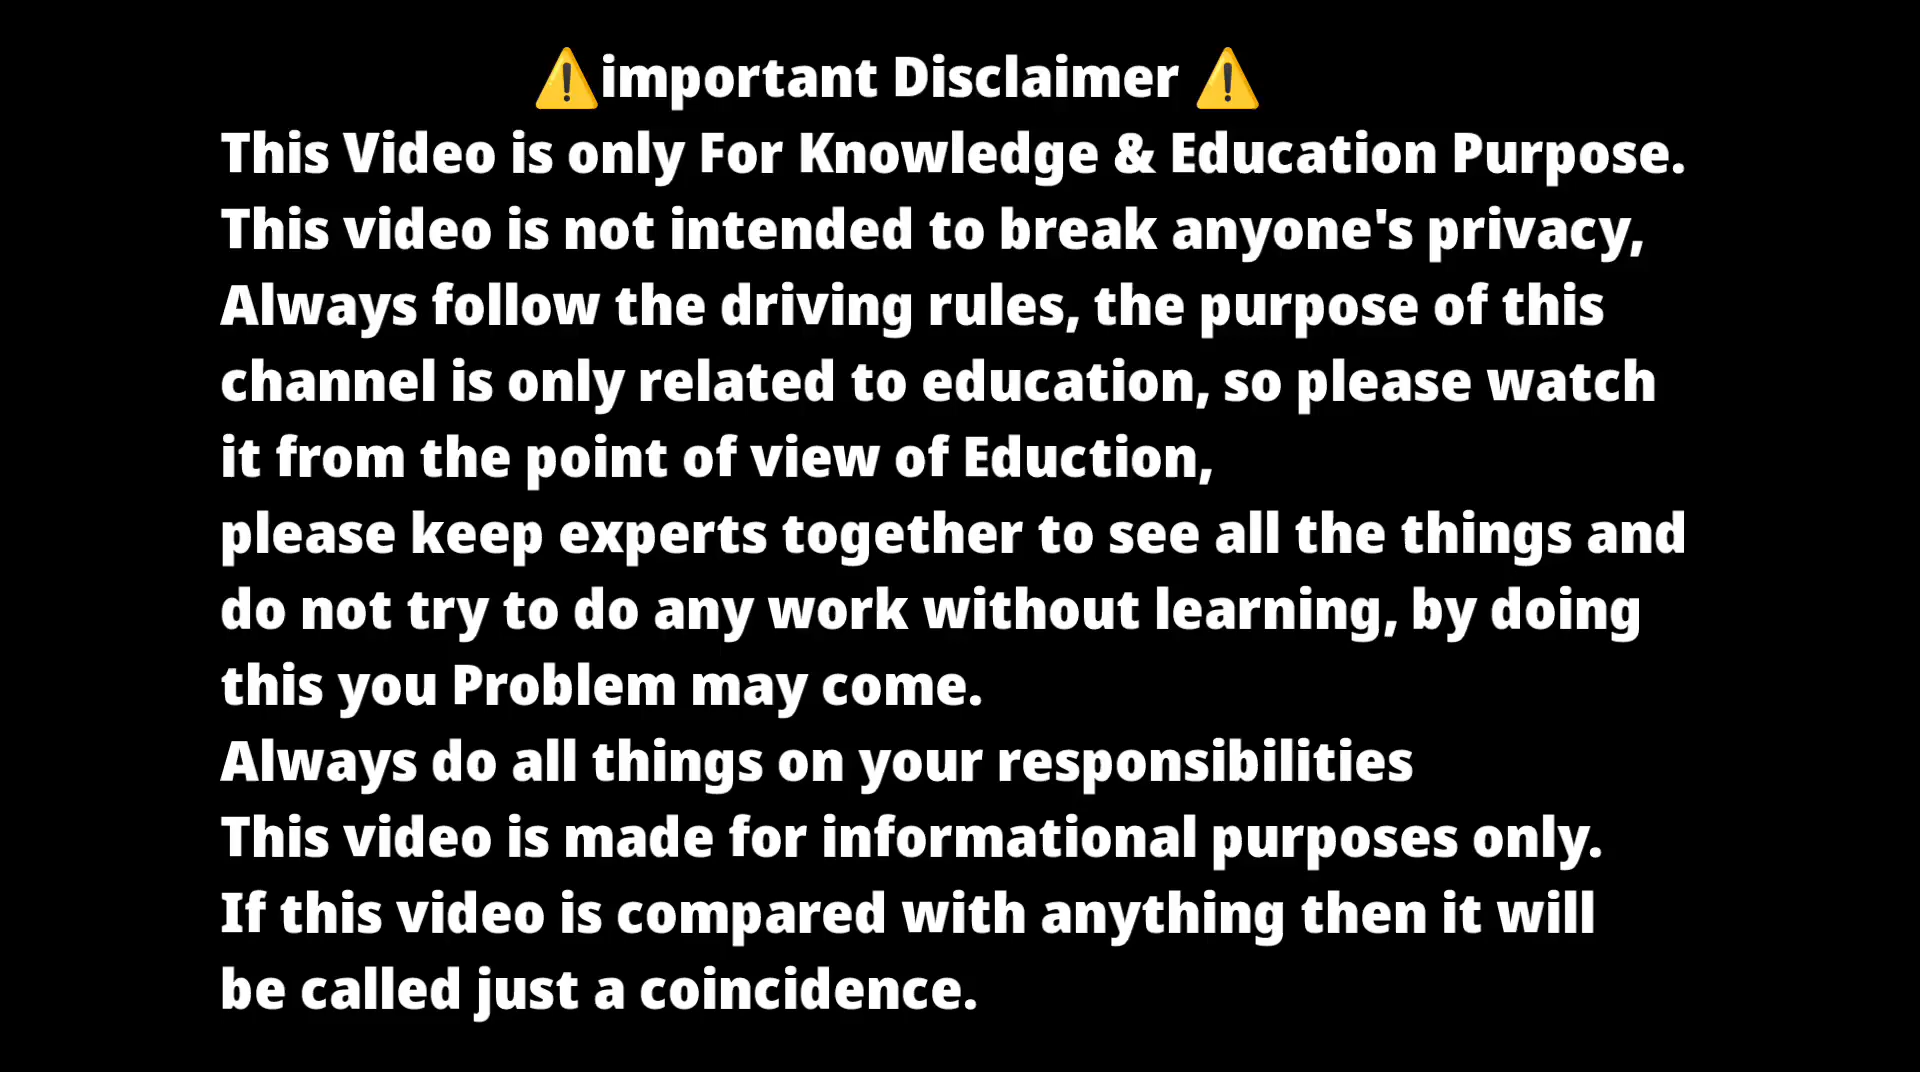 ⚠️important Disclaimer ⚠️
This Video is only For Knowledge & Education Purpose.
This video is not intended to break anyone's privacy,
Always follow the driving rules, the purpose of this
channel is only related to education, so please watch
it from the point of view of Eduction,
please keep experts together to see all the things and
do not try to do any work without learning, by doing
this you Problem may come.
Always do all things on your responsibilities
This video is made for informational purposes only.
If this video is compared with anything then it will
be called just a coincidence.